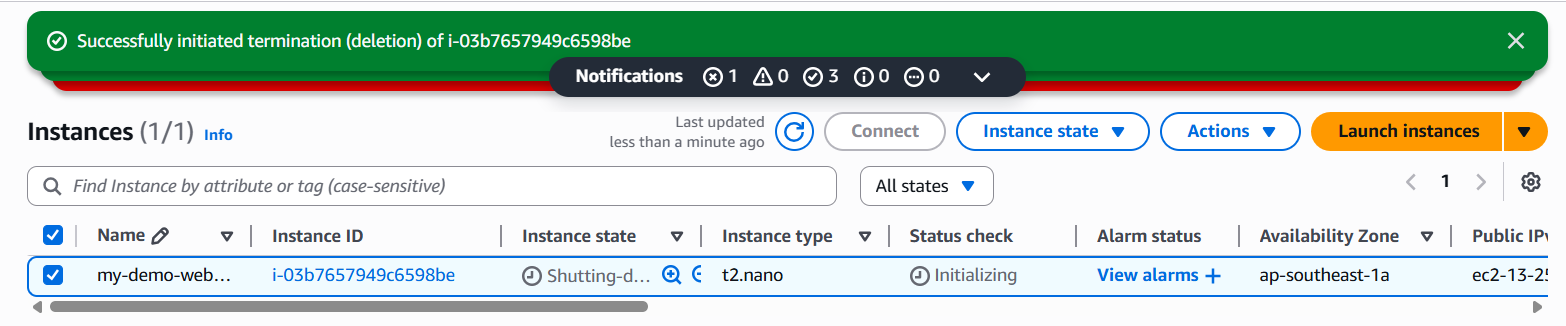 Successfully initiated termination (deletion) of i-03b7657949c6598be
Notifications 1 0 3 0 0
Instances (1/1) Info
Last updated
less than a minute ago
Connect
Instance state
Actions
Launch instances
Find Instance by attribute or tag (case-sensitive)
All states
1
Name Instance ID Instance state Instance type Status check Alarm status Availability Zone Public IPv
my-demo-web... i-03b7657949c6598be Shutting-d... t2.nano Initializing View alarms + ap-southeast-1a ec2-13-25